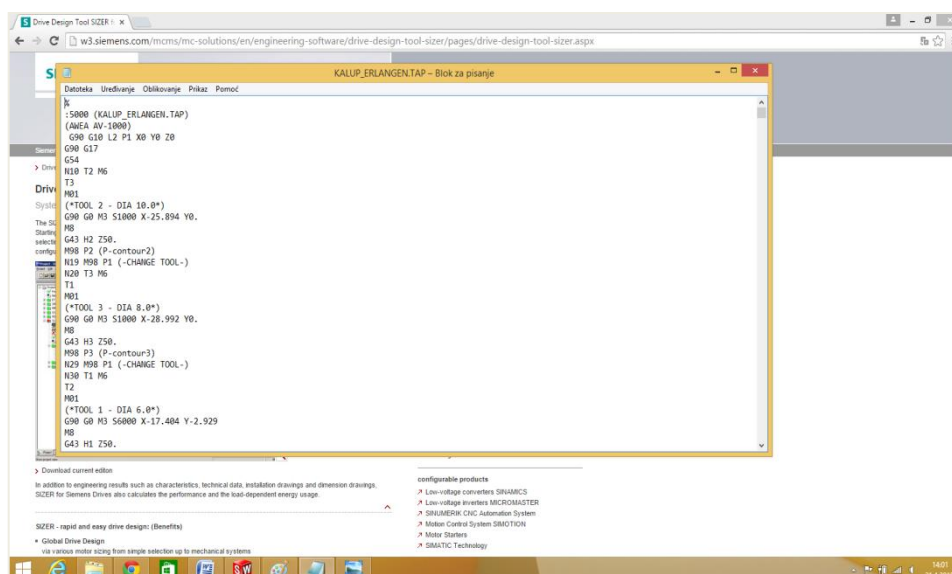 Drive Design Tool SIZER f
w3.siemens.com/mcms/mc-solutions/en/engineering-software/drive-design-tool-sizer/pages/drive-design-tool-sizer.aspx
KALUP_ERLANGEN.TAP – Blok za pisanje
Datoteka Uređivanje Oblikovanje Prikaz Pomoć
%
:5000 (KALUP_ERLANGEN.TAP)
(AWEA AV-1000)
G90 G10 L2 P1 X0 Y0 Z0
G90 G17
G54
N10 T2 M6
T3
M01
(*TOOL 2 - DIA 10.0*)
G90 G0 M3 S1000 X-25.894 Y0.
M8
G43 H2 Z50.
M98 P2 (P-contour2)
N19 M98 P1 (-CHANGE TOOL-)
N20 T3 M6
T1
M01
(*TOOL 3 - DIA 8.0*)
G90 G0 M3 S1000 X-28.992 Y0.
M8
G43 H3 Z50.
M98 P3 (P-contour3)
N29 M98 P1 (-CHANGE TOOL-)
N30 T1 M6
T2
M01
(*TOOL 1 - DIA 6.0*)
G90 G0 M3 S6000 X-17.404 Y-2.929
M8
G43 H1 Z50.
Siemen
Driv
Drive
Syste
The SI
Starting
selecti
config
Download current editon
In addition to engineering results such as characteristics, technical data, installation drawings and dimension drawings,
SIZER for Siemens Drives also calculates the performance and the load-dependent energy usage.
SIZER - rapid and easy drive design: (Benefits)
Global Drive Design
via various motor sizing from simple selection up to mechanical systems
configurable products
Low-voltage converters SINAMICS
Low-voltage inverters MICROMASTER
SINUMERIK CNC Automation System
Motion Control System SIMOTION
Motor Starters
SIMATIC Technology
14:01